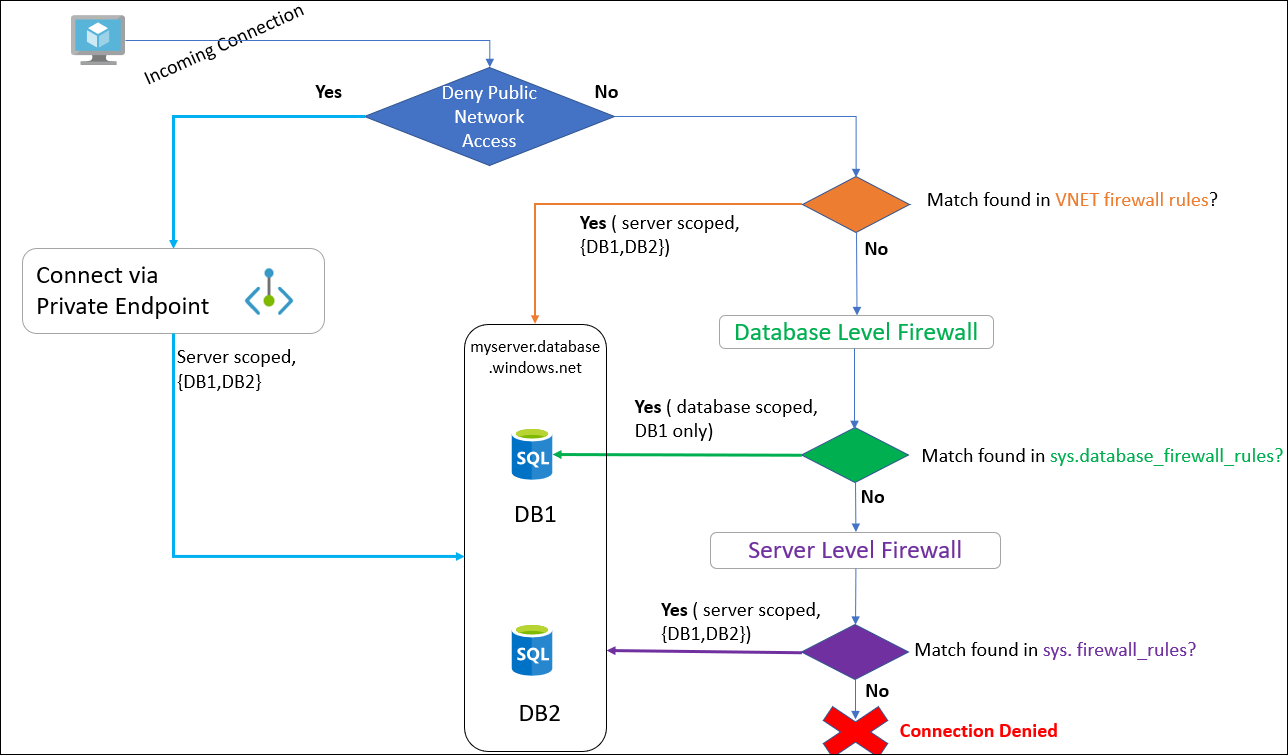 Incoming Connection
Yes
Deny Public
Network
Access
No
Match found in VNET firewall rules?
Yes ( server scoped,
{DB1,DB2})
No
Connect via
Private Endpoint
Database Level Firewall
myserver.database
.windows.net
Server scoped,
{DB1,DB2}
Yes ( database scoped,
DB1 only)
SQL
Match found in sys.database_firewall_rules?
No
DB1
Server Level Firewall
Yes ( server scoped,
{DB1,DB2})
SQL
Match found in sys. firewall_rules?
No
DB2
Connection Denied